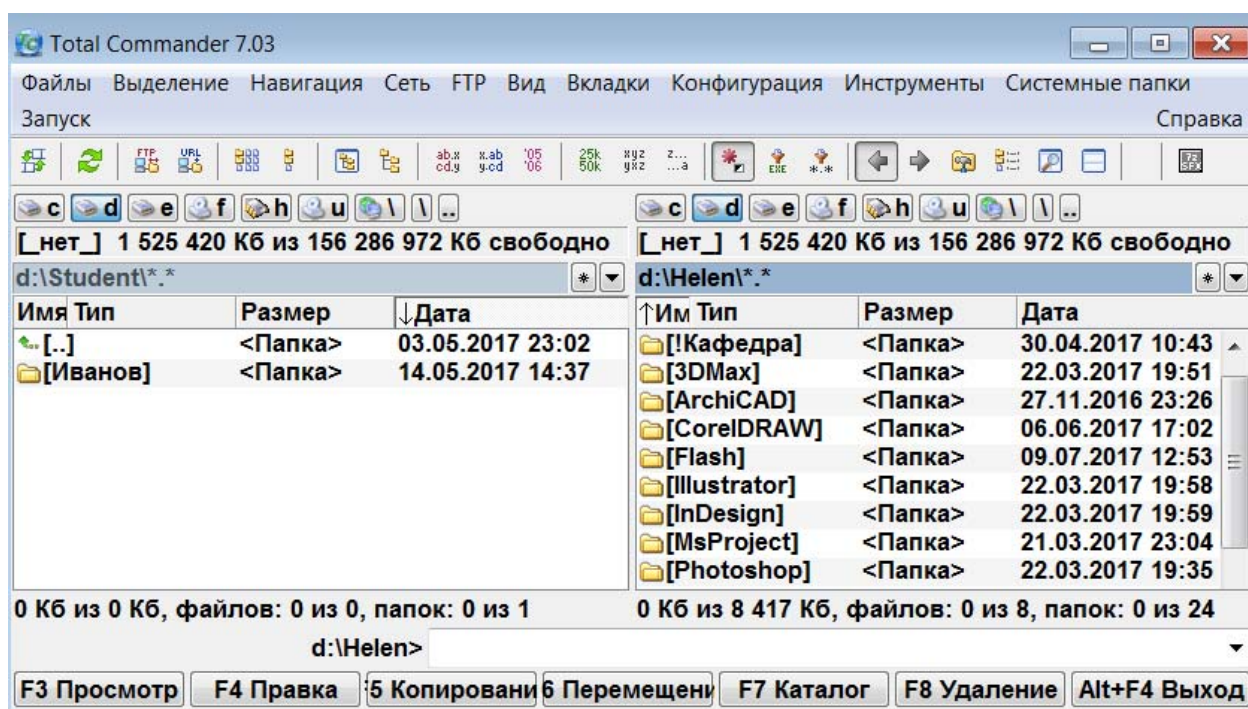 Total Commander 7.03
Файлы Выделение Навигация Сеть FTP Вид Вкладки Конфигурация Инструменты Системные папки
Запуск Справка
c d e f h u \ \ .. c d e f h u \ \ ..
[_нет_] 1 525 420 Кб из 156 286 972 Кб свободно [_нет_] 1 525 420 Кб из 156 286 972 Кб свободно
d:\Student\*.* * d:\Helen\*.* *
Имя Тип Размер ↓Дата ↑Им Тип Размер Дата
[..] <Папка> 03.05.2017 23:02 [!Кафедра] <Папка> 30.04.2017 10:43
[Иванов] <Папка> 14.05.2017 14:37 [3DMax] <Папка> 22.03.2017 19:51
[ArchiCAD] <Папка> 27.11.2016 23:26
[CorelDRAW] <Папка> 06.06.2017 17:02
[Flash] <Папка> 09.07.2017 12:53
[Illustrator] <Папка> 22.03.2017 19:58
[InDesign] <Папка> 22.03.2017 19:59
[MsProject] <Папка> 21.03.2017 23:04
[Photoshop] <Папка> 22.03.2017 19:35
0 Кб из 0 Кб, файлов: 0 из 0, папок: 0 из 1 0 Кб из 8 417 Кб, файлов: 0 из 8, папок: 0 из 24
d:\Helen>
F3 Просмотр F4 Правка 5 Копировани 6 Перемещени F7 Каталог F8 Удаление Alt+F4 Выход